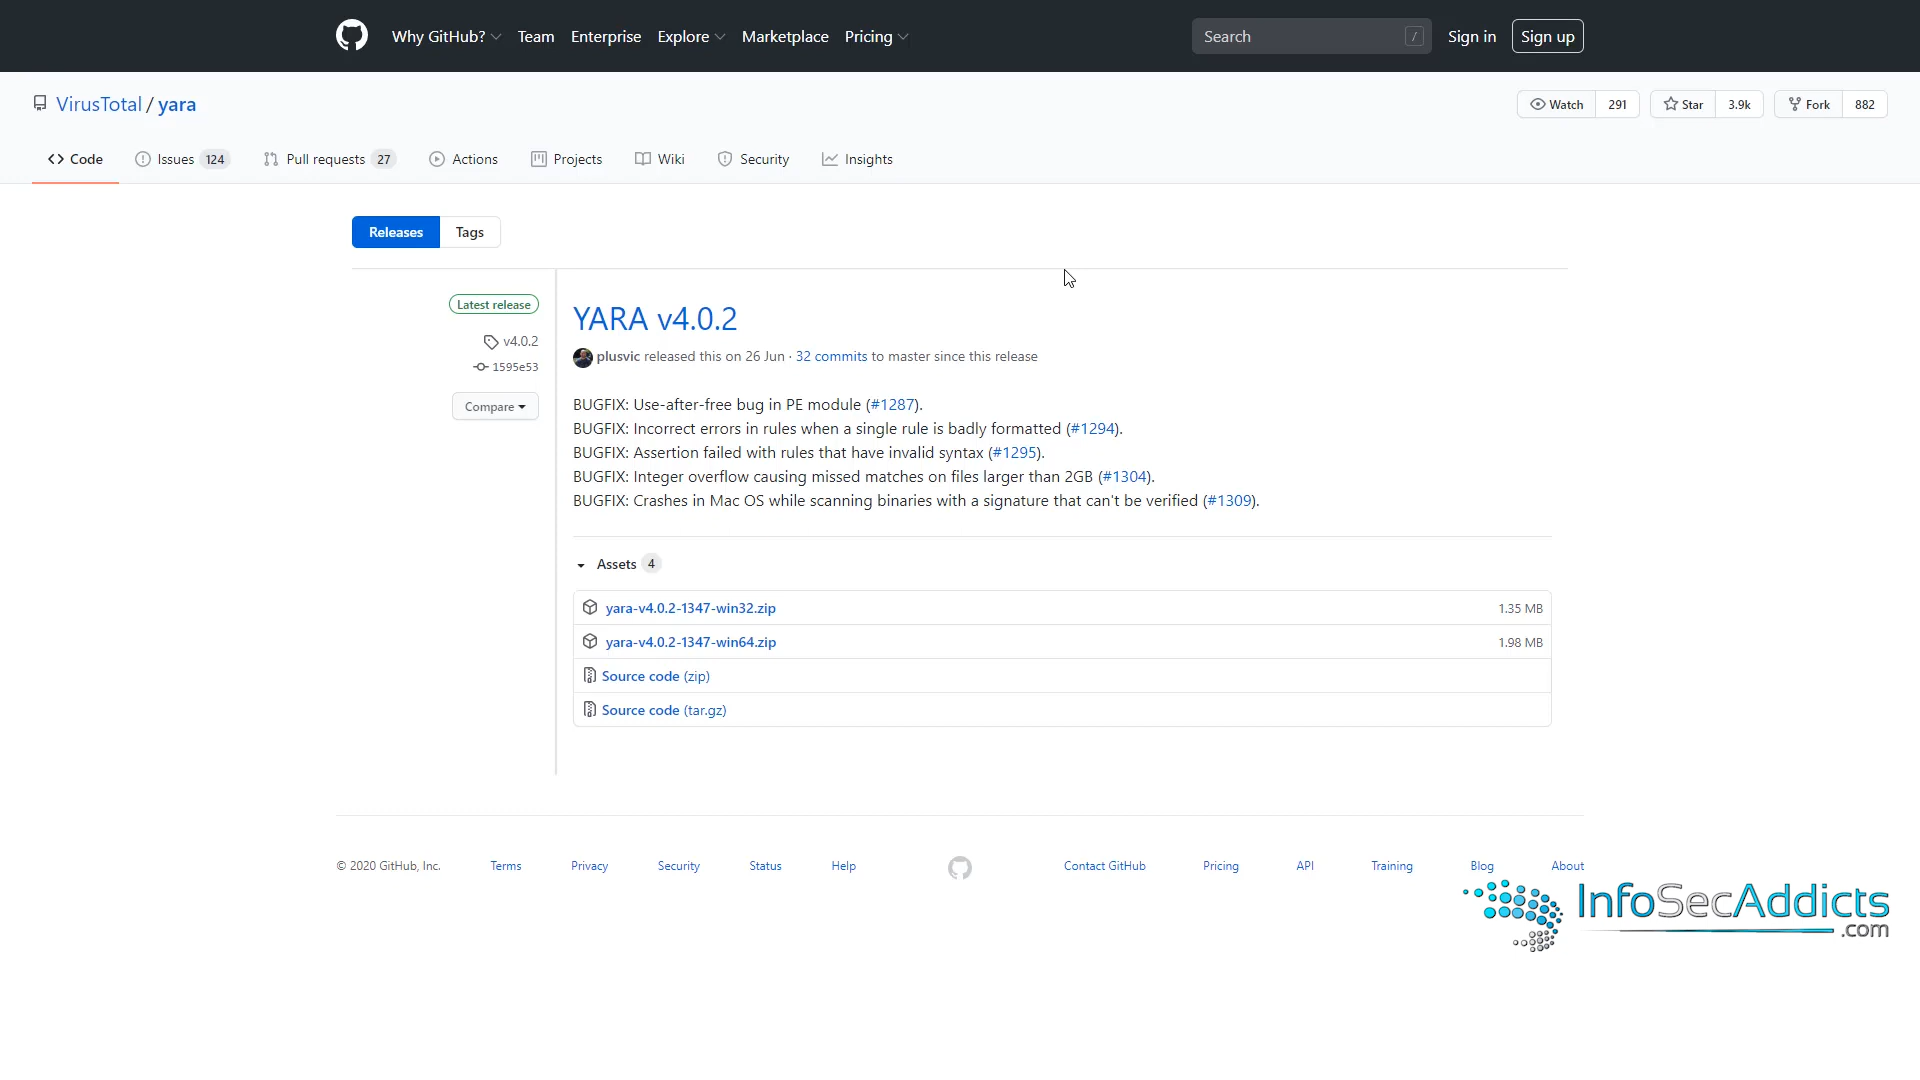 Why GitHub? Team Enterprise Explore Marketplace Pricing Search / Sign in Sign up
VirusTotal / yara Watch 291 Star 3.9k Fork 882
Code Issues 124 Pull requests 27 Actions Projects Wiki Security Insights
Releases Tags
Latest release
v4.0.2
1595e53
Compare
YARA v4.0.2
plusvic released this on 26 Jun · 32 commits to master since this release
BUGFIX: Use-after-free bug in PE module (#1287).
BUGFIX: Incorrect errors in rules when a single rule is badly formatted (#1294).
BUGFIX: Assertion failed with rules that have invalid syntax (#1295).
BUGFIX: Integer overflow causing missed matches on files larger than 2GB (#1304).
BUGFIX: Crashes in Mac OS while scanning binaries with a signature that can't be verified (#1309).
Assets 4
yara-v4.0.2-1347-win32.zip 1.35 MB
yara-v4.0.2-1347-win64.zip 1.98 MB
Source code (zip)
Source code (tar.gz)
© 2020 GitHub, Inc. Terms Privacy Security Status Help Contact GitHub Pricing API Training Blog About
InfoSecAddicts
.com